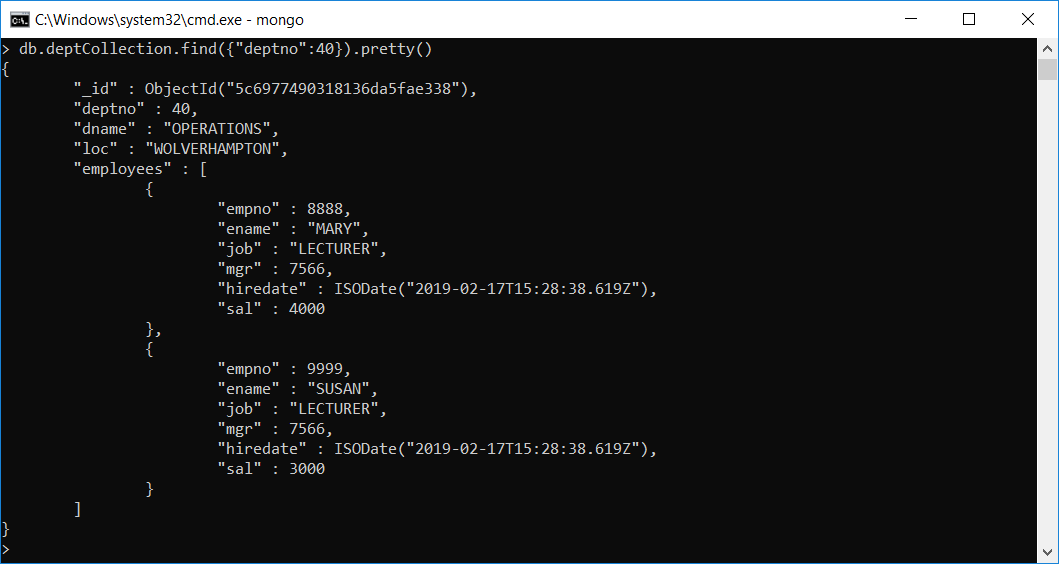 C:\Windows\system32\cmd.exe - mongo
> db.deptCollection.find({"deptno":40}).pretty()
{
        "_id" : ObjectId("5c6977490318136da5fae338"),
        "deptno" : 40,
        "dname" : "OPERATIONS",
        "loc" : "WOLVERHAMPTON",
        "employees" : [
                {
                        "empno" : 8888,
                        "ename" : "MARY",
                        "job" : "LECTURER",
                        "mgr" : 7566,
                        "hiredate" : ISODate("2019-02-17T15:28:38.619Z"),
                        "sal" : 4000
                },
                {
                        "empno" : 9999,
                        "ename" : "SUSAN",
                        "job" : "LECTURER",
                        "mgr" : 7566,
                        "hiredate" : ISODate("2019-02-17T15:28:38.619Z"),
                        "sal" : 3000
                }
        ]
}
>